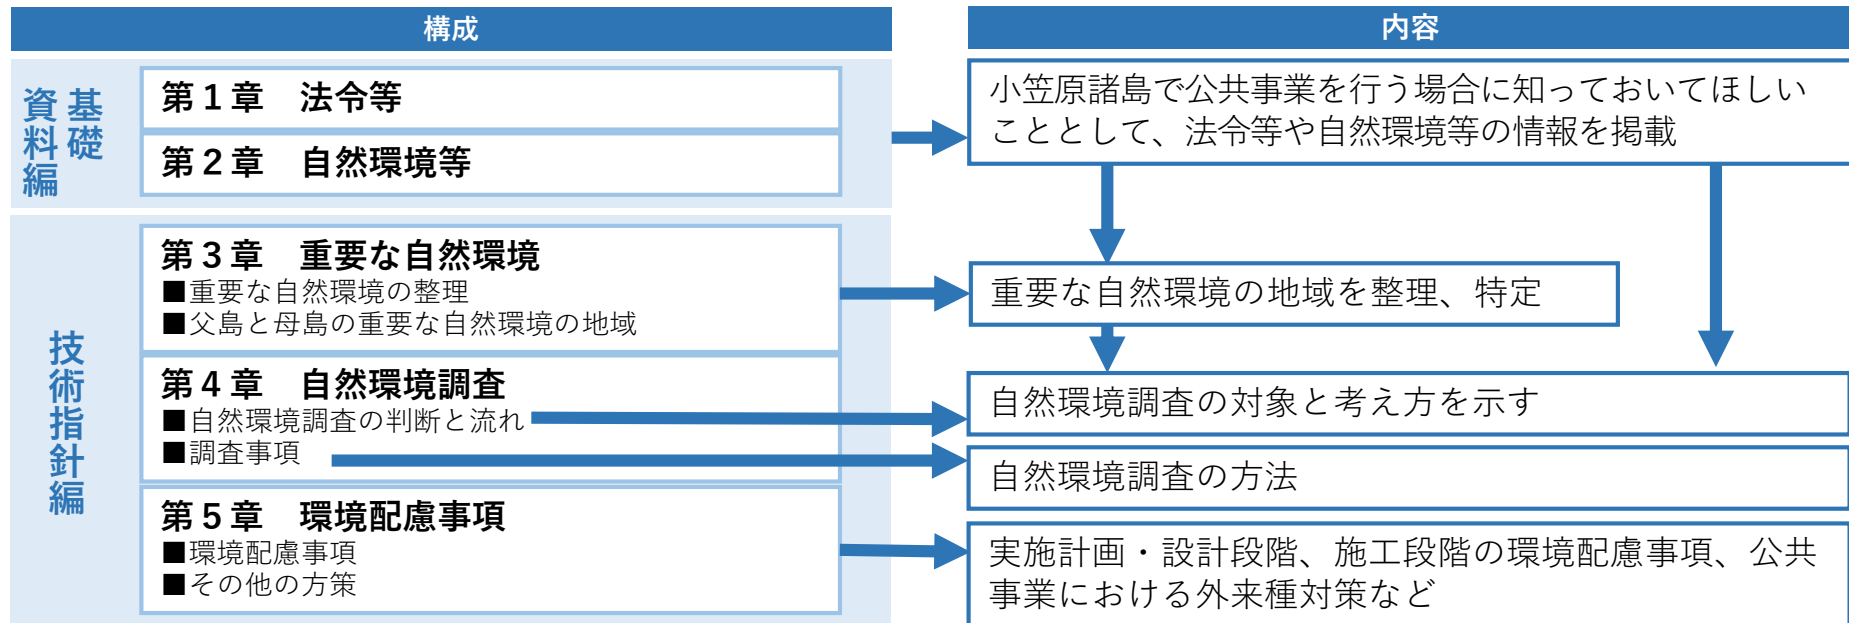 構成
基礎
資料編
第1章 法令等
第2章 自然環境等
技術指針編
第3章 重要な自然環境
■重要な自然環境の整理
■父島と母島の重要な自然環境の地域
第4章 自然環境調査
■自然環境調査の判断と流れ
■調査事項
第5章 環境配慮事項
■環境配慮事項
■その他の方策
内容
小笠原諸島で公共事業を行う場合に知っておいてほしい
こととして、法令等や自然環境等の情報を掲載
重要な自然環境の地域を整理、特定
自然環境調査の対象と考え方を示す
自然環境調査の方法
実施計画・設計段階、施工段階の環境配慮事項、公共
事業における外来種対策など